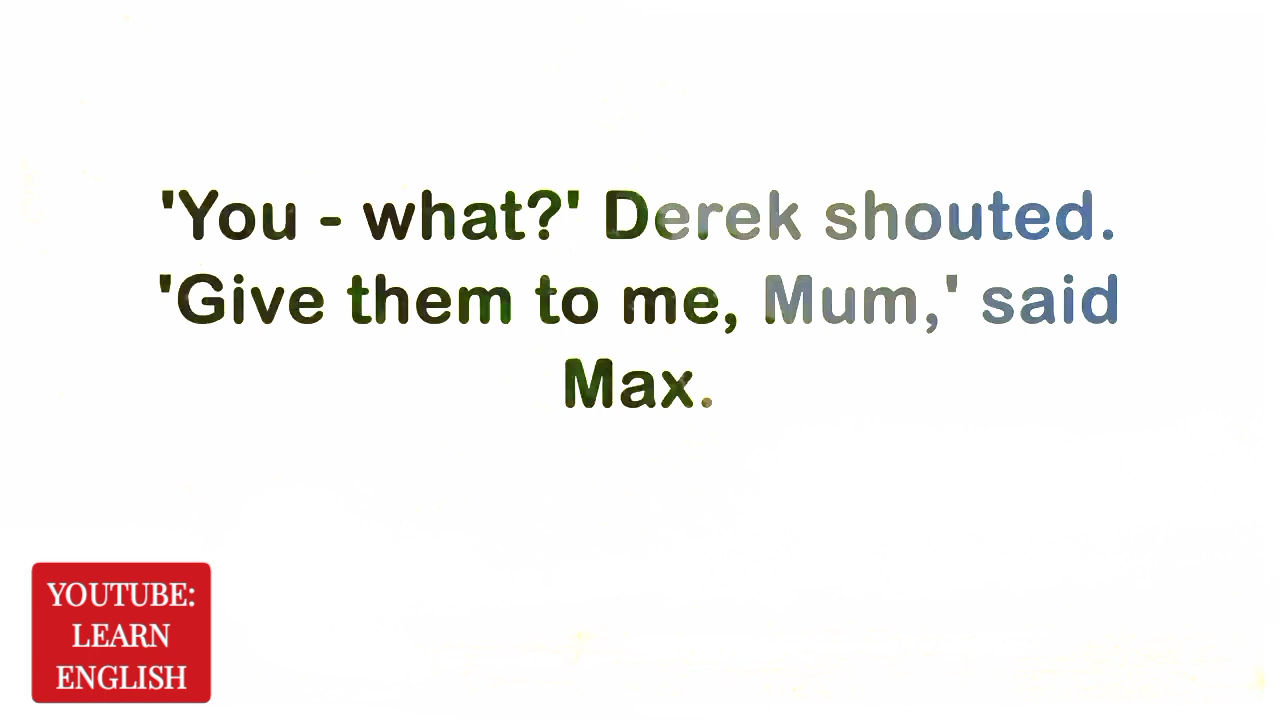 'You - what?' Derek shouted.
'Give them to me, Mum,' said
Max.
YOUTUBE:
LEARN
ENGLISH